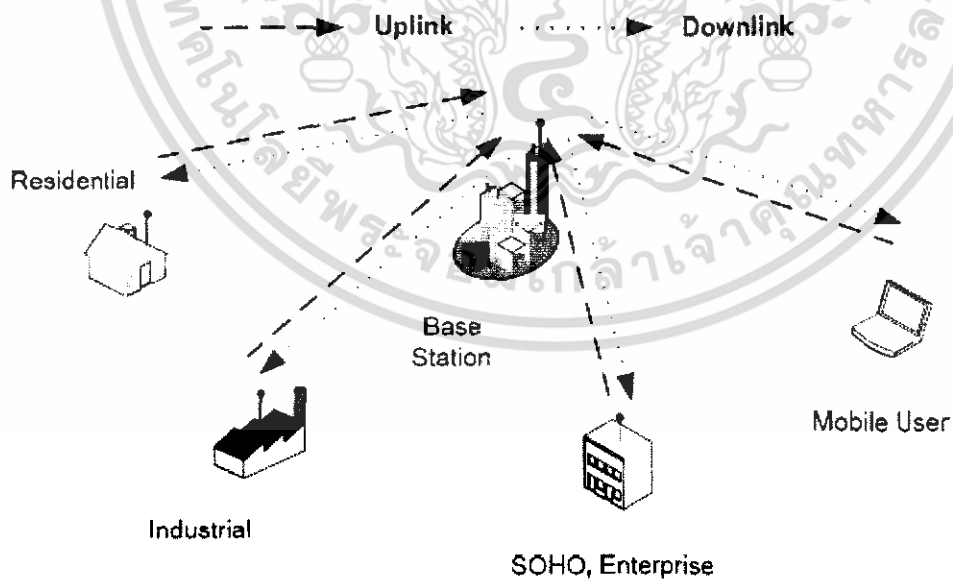 Uplink Downlink
Residential
Base
Station
Mobile User
Industrial
SOHO, Enterprise